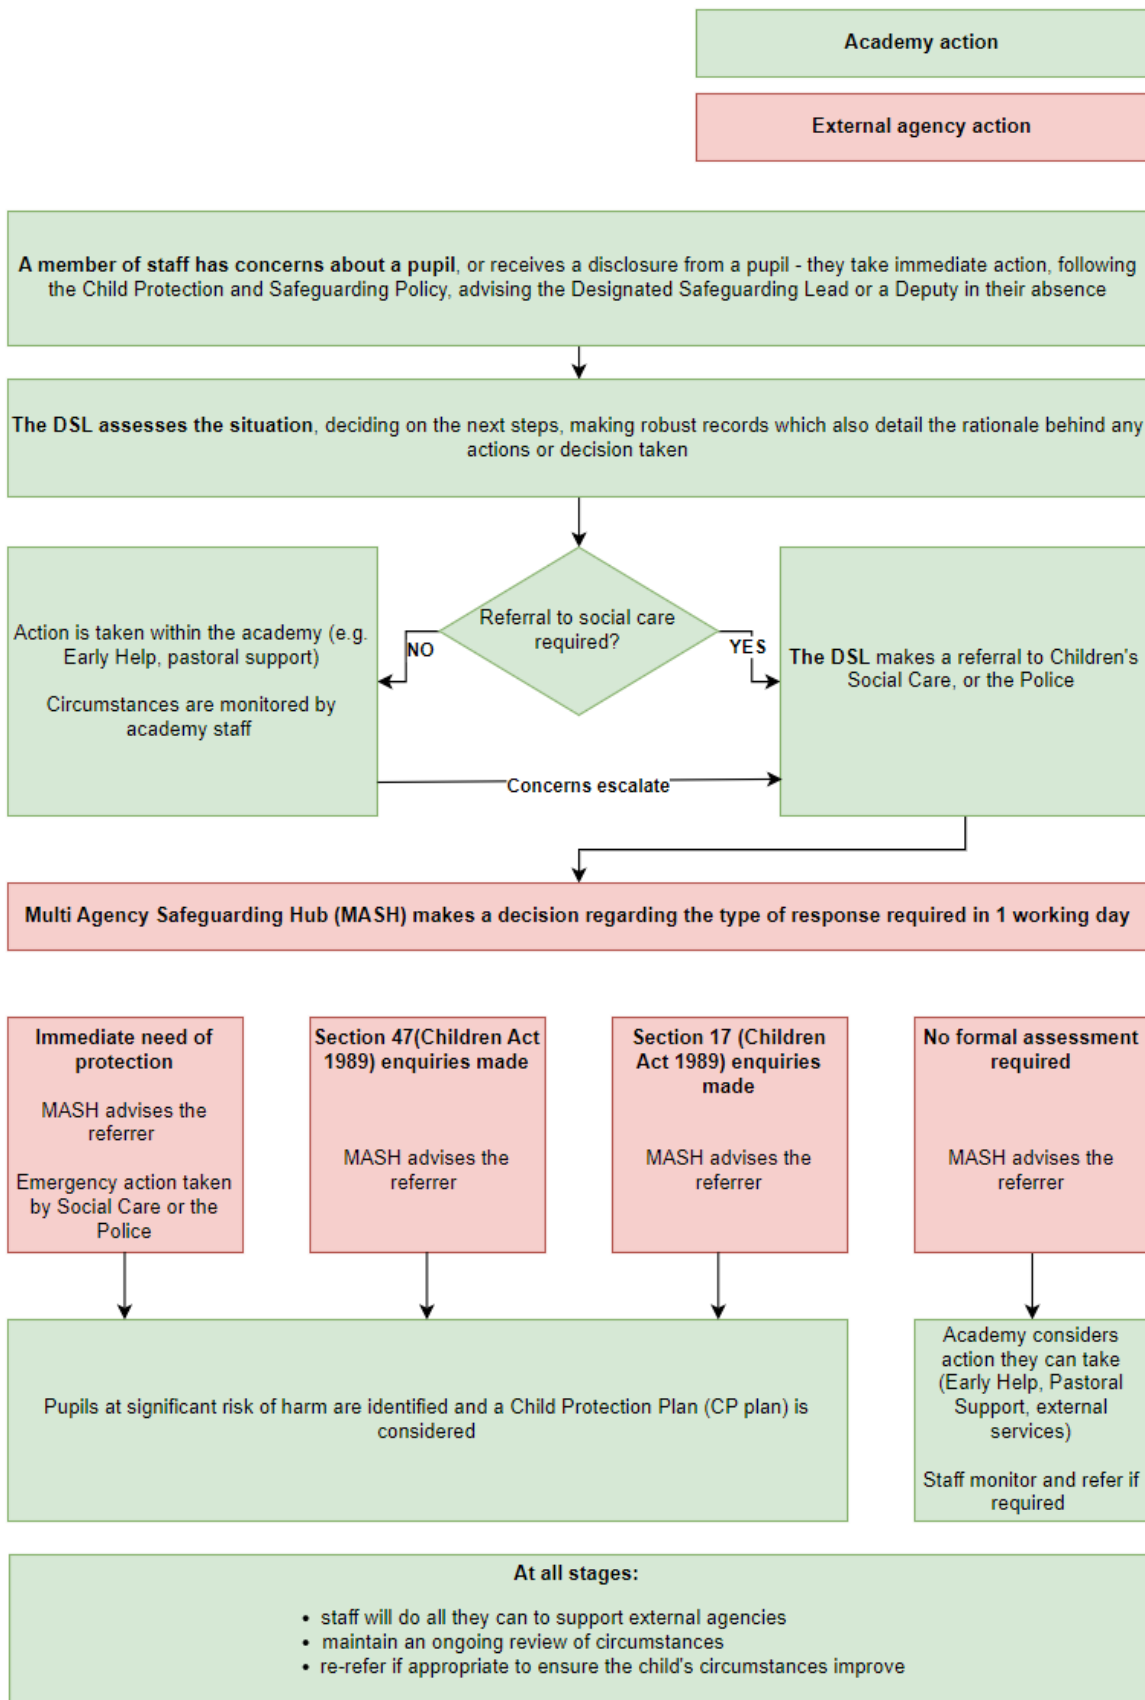 Academy action
External agency action
A member of staff has concerns about a pupil, or receives a disclosure from a pupil - they take immediate action, following
the Child Protection and Safeguarding Policy, advising the Designated Safeguarding Lead or a Deputy in their absence
The DSL assesses the situation, deciding on the next steps, making robust records which also detail the rationale behind any
actions or decision taken
Referral to social care
required?
NO
YES
Action is taken within the academy (e.g.
Early Help, pastoral support)
Circumstances are monitored by
academy staff
The DSL makes a referral to Children's
Social Care, or the Police
Concerns escalate
Multi Agency Safeguarding Hub (MASH) makes a decision regarding the type of response required in 1 working day
Immediate need of
protection
MASH advises the
referrer
Emergency action taken
by Social Care or the
Police
Section 47(Children Act
1989) enquiries made
MASH advises the
referrer
Section 17 (Children
Act 1989) enquiries
made
MASH advises the
referrer
No formal assessment
required
MASH advises the
referrer
Pupils at significant risk of harm are identified and a Child Protection Plan (CP plan) is
considered
Academy considers
action they can take
(Early Help, Pastoral
Support, external
services)
Staff monitor and refer if
required
At all stages:
• staff will do all they can to support external agencies
• maintain an ongoing review of circumstances
• re-refer if appropriate to ensure the child's circumstances improve